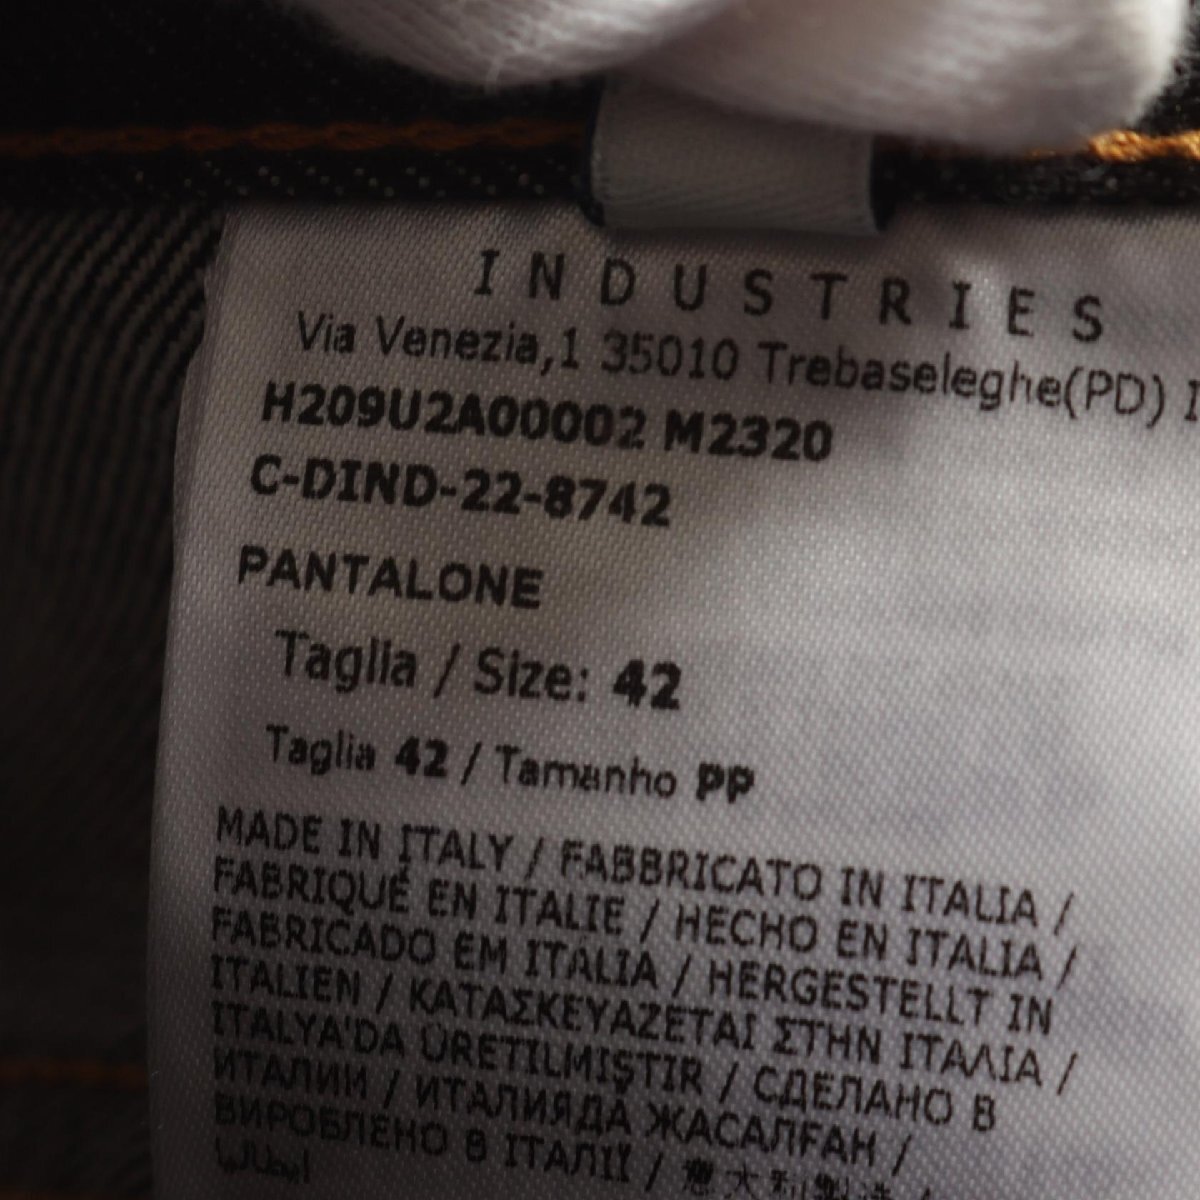 INDUSTRIES
Via Venezia,1 35010 Trebaseleghe(PD)
H209U2A00002 M2320
C-DIND-22-8742
PANTALONE
Taglia / Size: 42
Taglia 42 / Tamanho PP
MADE IN ITALY / FABBRICATO IN ITALIA /
FABRIQUÉ EN ITALIE / HECHO EN ITALIA /
FABRICADO EM ITALIA / HERGESTELLT IN
ITALIEN / ΚΑΤΑΣΚΕΥΑΖΕΤΑΙ ΣΤΗΝ ΙΤΑΛΙΑ /
ITALYA'DA ÜRETILMIŞTIR / СДЕЛАНО В
ИТАЛИИ / ИТАЛИЯДА ЖАСАЛҒАН /
ВИРОБЛЕНО В ІТАЛІЇ /